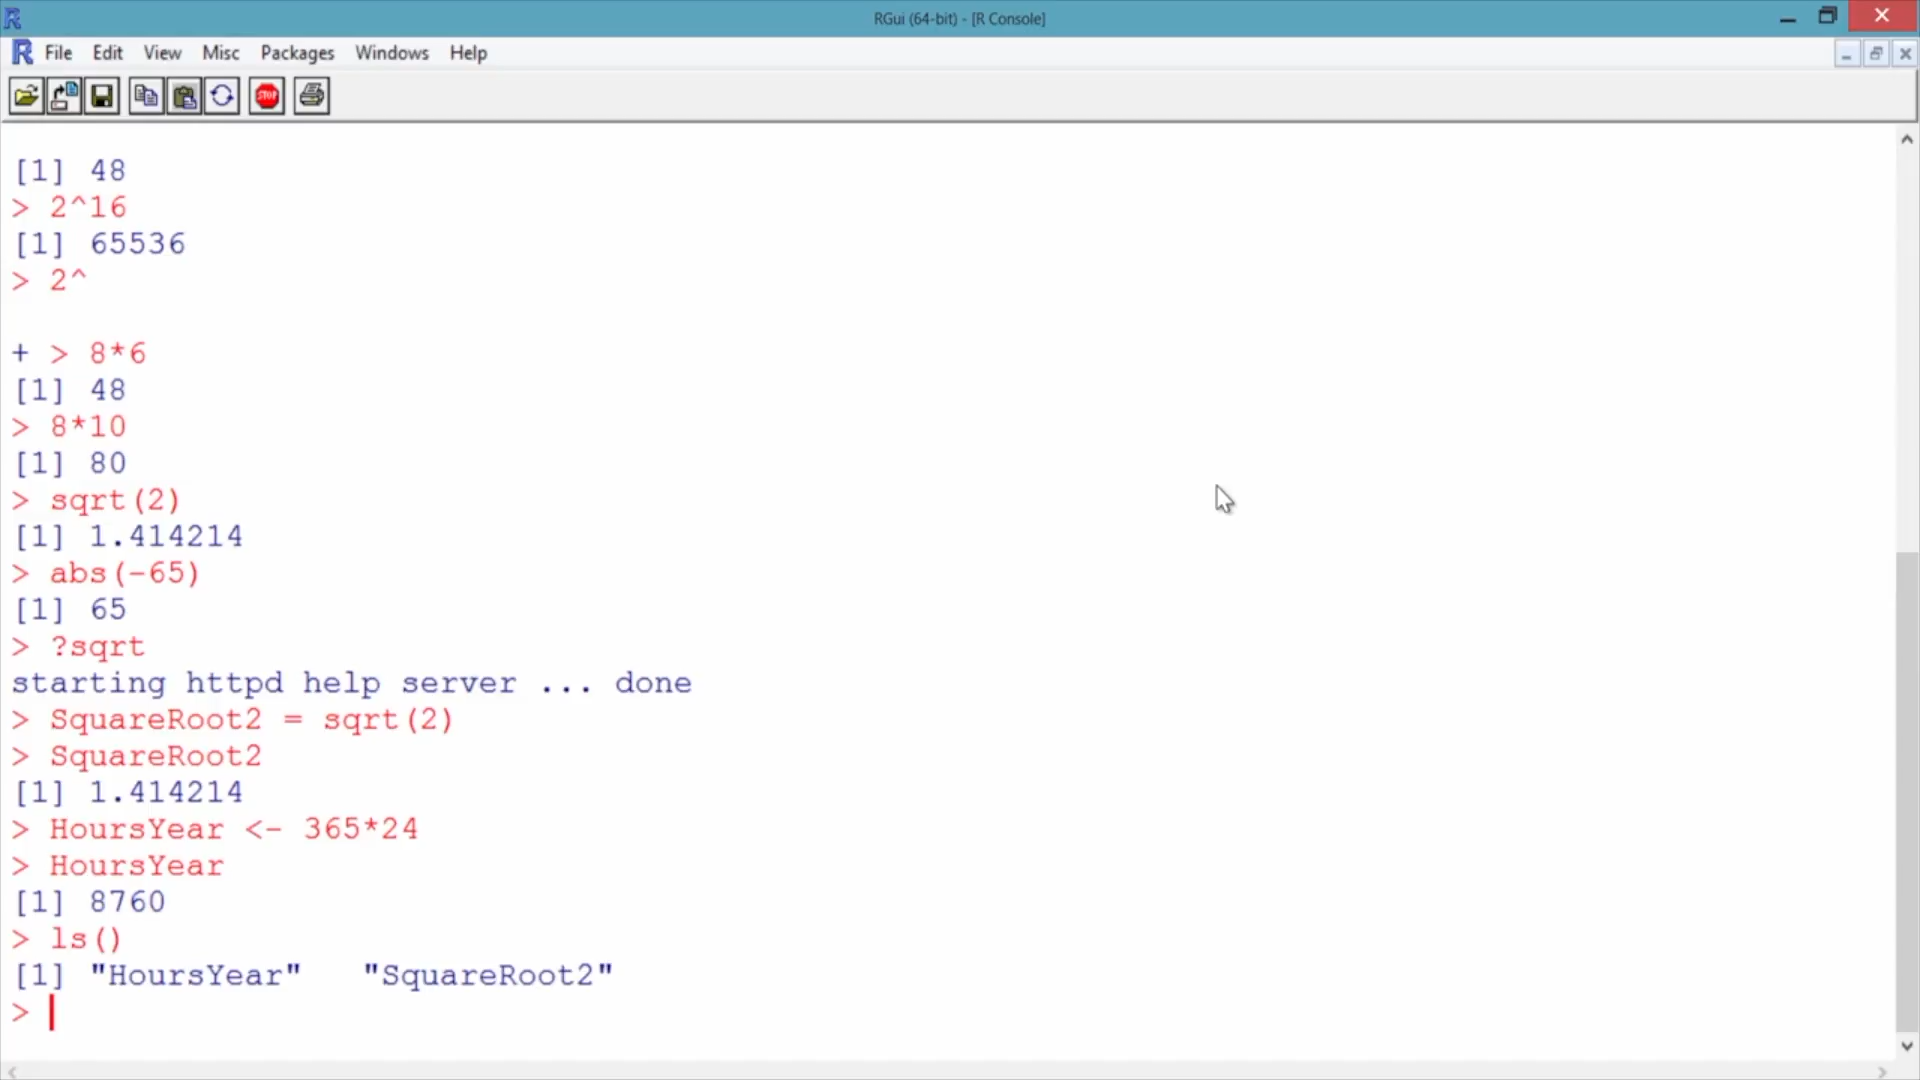 RGui (64-bit) - [R Console]
File Edit View Misc Packages Windows Help
STOP
[1] 48
> 2^16
[1] 65536
> 2^
+ > 8*6
[1] 48
> 8*10
[1] 80
> sqrt(2)
[1] 1.414214
> abs(-65)
[1] 65
> ?sqrt
starting httpd help server ... done
> SquareRoot2 = sqrt(2)
> SquareRoot2
[1] 1.414214
> HoursYear <- 365*24
> HoursYear
[1] 8760
> ls()
[1] "HoursYear"   "SquareRoot2"
>